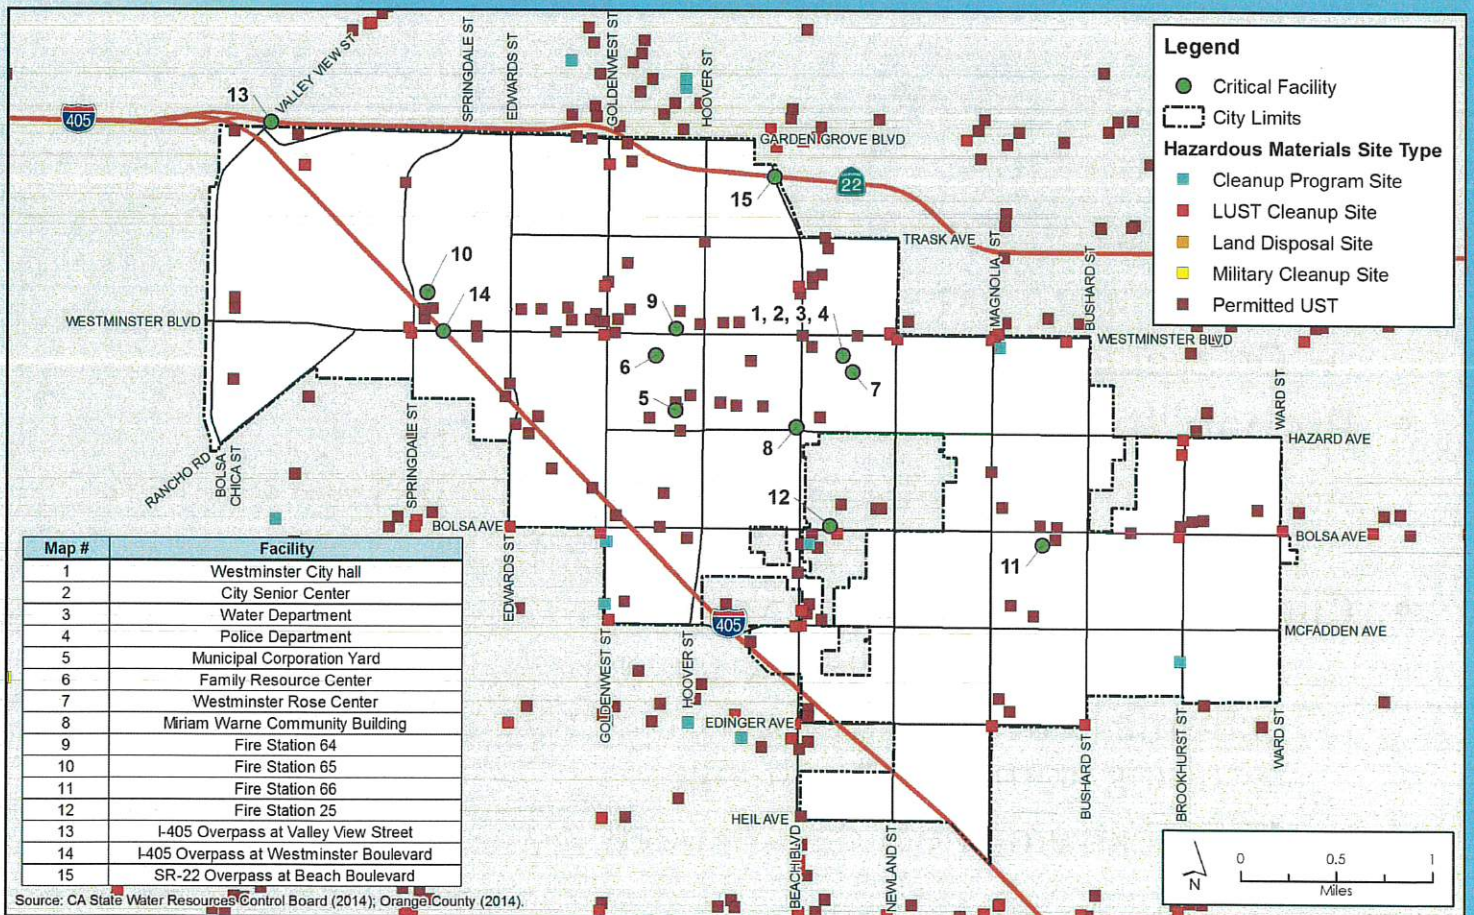 SPRINGDALE ST
EDWARDS ST
GOLDENWEST ST
HOOVER ST
VALLEY VIEW ST
13
405
GARDEN GROVE BLVD
15
22
TRASK AVE
MAGNOLIA ST
BUSHARD ST
10
14
9
1, 2, 3, 4
WESTMINSTER BLVD
WESTMINSTER BLVD
6
7
5
8
WARD ST
HAZARD AVE
RANCHO RD
BOLSA
CHICA ST
SPRINGDALE ST
12
BOLSA AVE
BOLSA AVE
11
EDWARDS ST
405
MCFADDEN AVE
GOLDENWEST ST
HOOVER ST
EDINGER AVE
BUSHARD ST
BROOKHURST ST
WARD ST
HEIL AVE
BEACH BLVD
NEWLAND ST
Legend
Critical Facility
City Limits
Hazardous Materials Site Type
Cleanup Program Site
LUST Cleanup Site
Land Disposal Site
Military Cleanup Site
Permitted UST
Map # Facility
1 Westminster City hall
2 City Senior Center
3 Water Department
4 Police Department
5 Municipal Corporation Yard
6 Family Resource Center
7 Westminster Rose Center
8 Miriam Warne Community Building
9 Fire Station 64
10 Fire Station 65
11 Fire Station 66
12 Fire Station 25
13 I-405 Overpass at Valley View Street
14 I-405 Overpass at Westminster Boulevard
15 SR-22 Overpass at Beach Boulevard
Source: CA State Water Resources Control Board (2014); Orange County (2014).
N
0 0.5 1
Miles